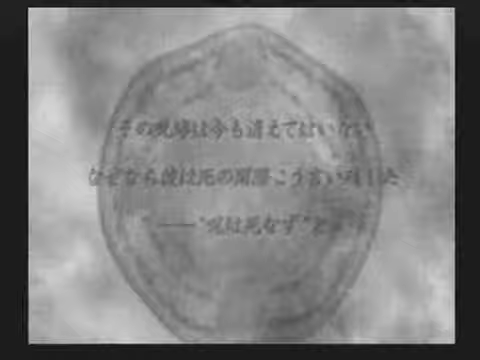 その呪縛は今も消えてはいない
なぜなら彼は死の間際こう言い残した
――“呪は死なず”と